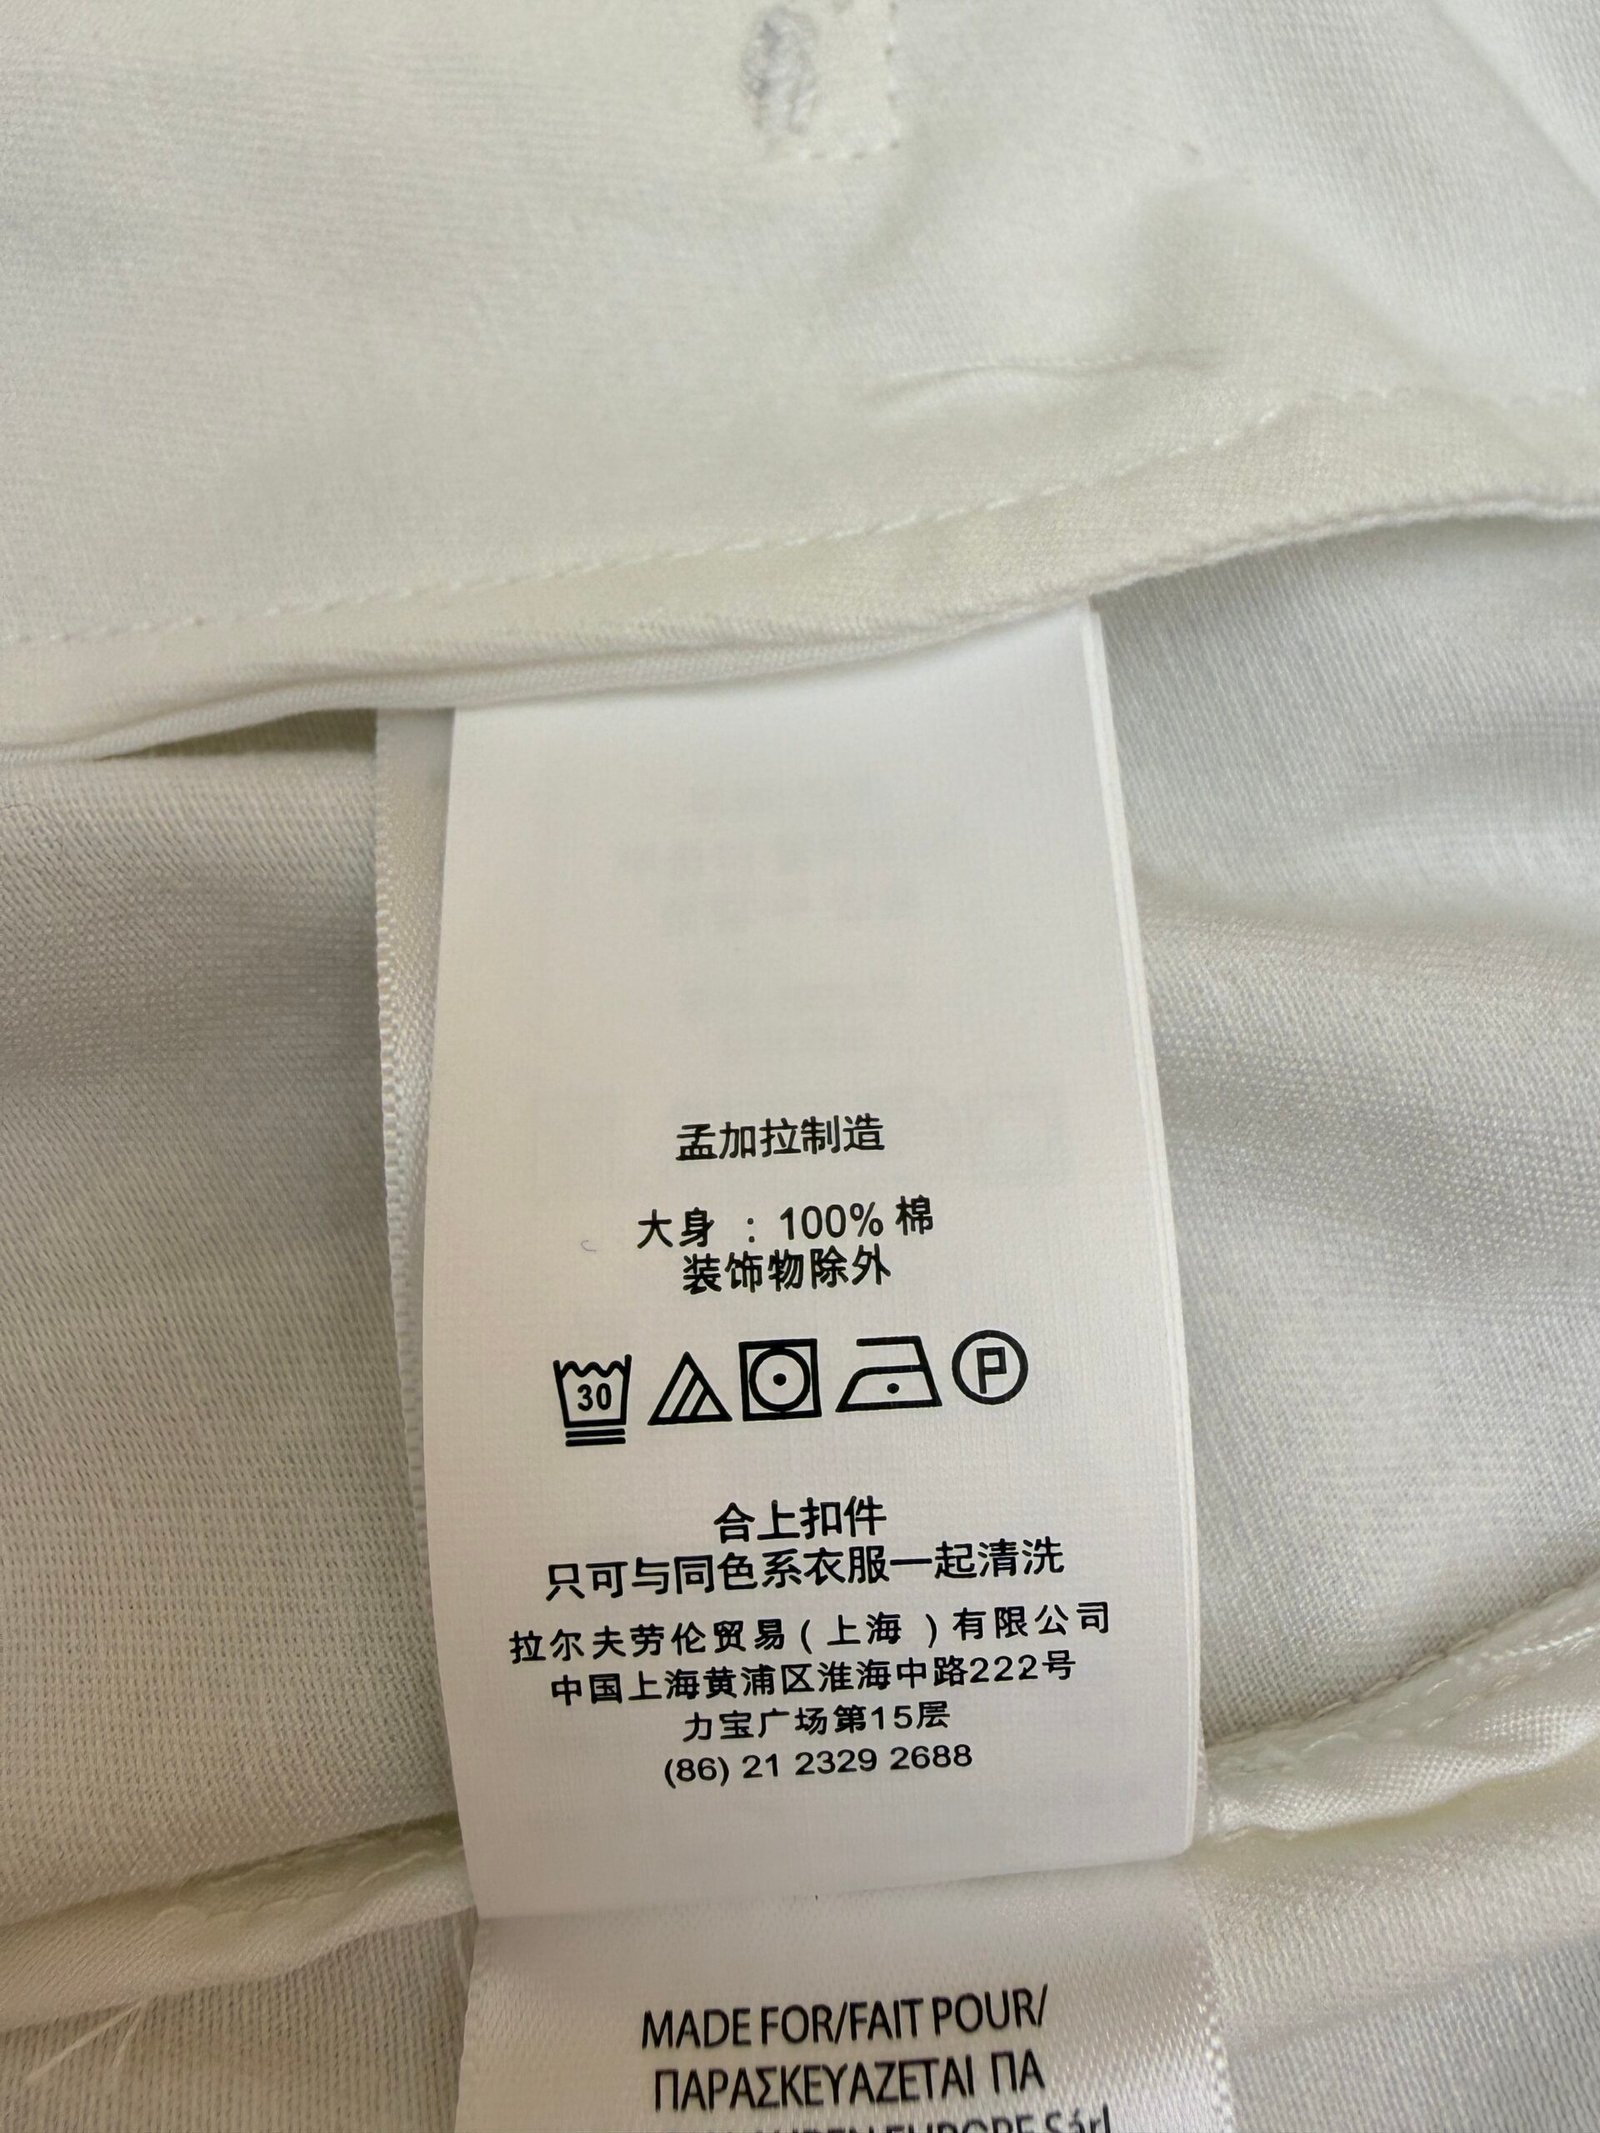 孟加拉制造
大身 : 100% 棉
装饰物除外
30
P
合上扣件
只可与同色系衣服一起清洗
拉尔夫劳伦贸易(上海)有限公司
中国上海黄浦区淮海中路222号
力宝广场第15层
(86) 21 2329 2688
MADE FOR/FAIT POUR/
ΠΑΡΑΣΚΕΥΑΖΕΤΑΙ ΠΑ
EUROPE Sárl